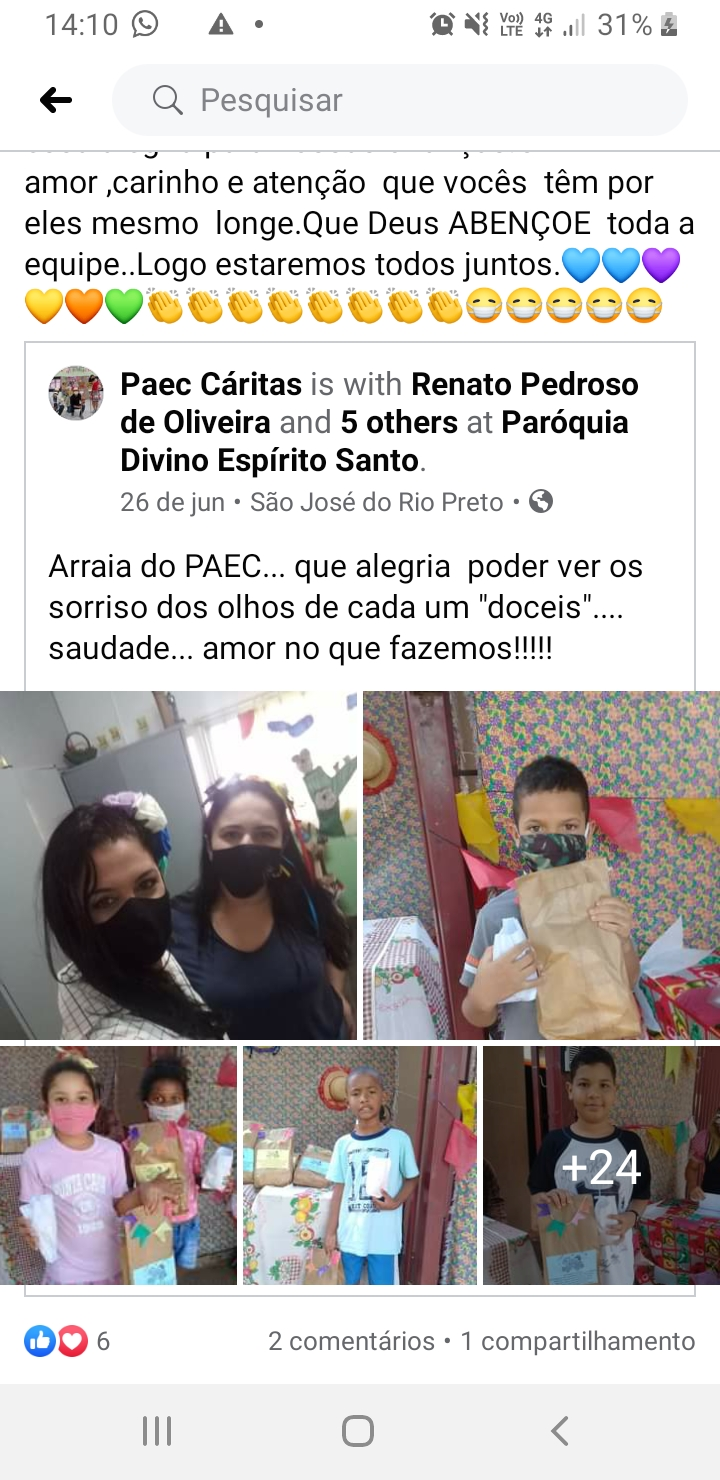 14:10
Vo))
LTE
4G
31%
Pesquisar
amor ,carinho e atenção  que vocês  têm por
eles mesmo  longe.Que Deus ABENÇOE  toda a
equipe..Logo estaremos todos juntos.💙💙💜
💛🧡💚👏👏👏👏👏👏👏👏😷😷😷😷😷
Paec Cáritas is with Renato Pedroso
de Oliveira and 5 others at Paróquia
Divino Espírito Santo.
26 de jun • São José do Rio Preto •
Arraia do PAEC... que alegria  poder ver os
sorriso dos olhos de cada um "doceis"....
saudade... amor no que fazemos!!!!!
+24
6
2 comentários • 1 compartilhamento